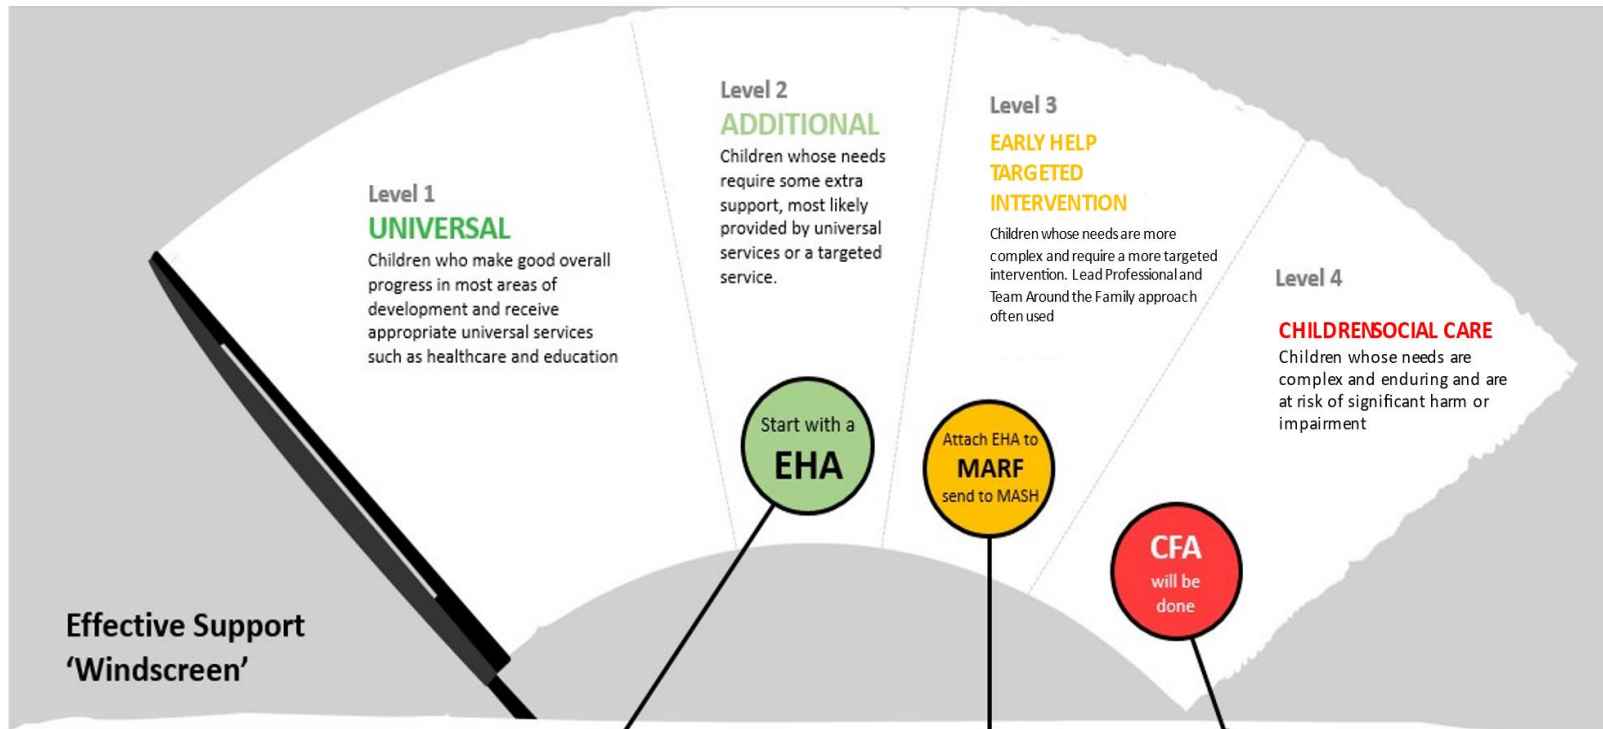 Level 1
UNIVERSAL
Children who make good overall
progress in most areas of
development and receive
appropriate universal services
such as healthcare and education
Level 2
ADDITIONAL
Children whose needs
require some extra
support, most likely
provided by universal
services or a targeted
service.
Level 3
EARLY HELP
TARGETED
INTERVENTION
Children whose needs are more
complex and require a more targeted
intervention. Lead Professional and
Team Around the Family approach
often used
Level 4
CHILDRENSOCIAL CARE
Children whose needs are
complex and enduring and are
at risk of significant harm or
impairment
Start with a
EHA
Attach EHA to
MARF
send to MASH
CFA
will be
done
Effective Support
‘Windscreen’